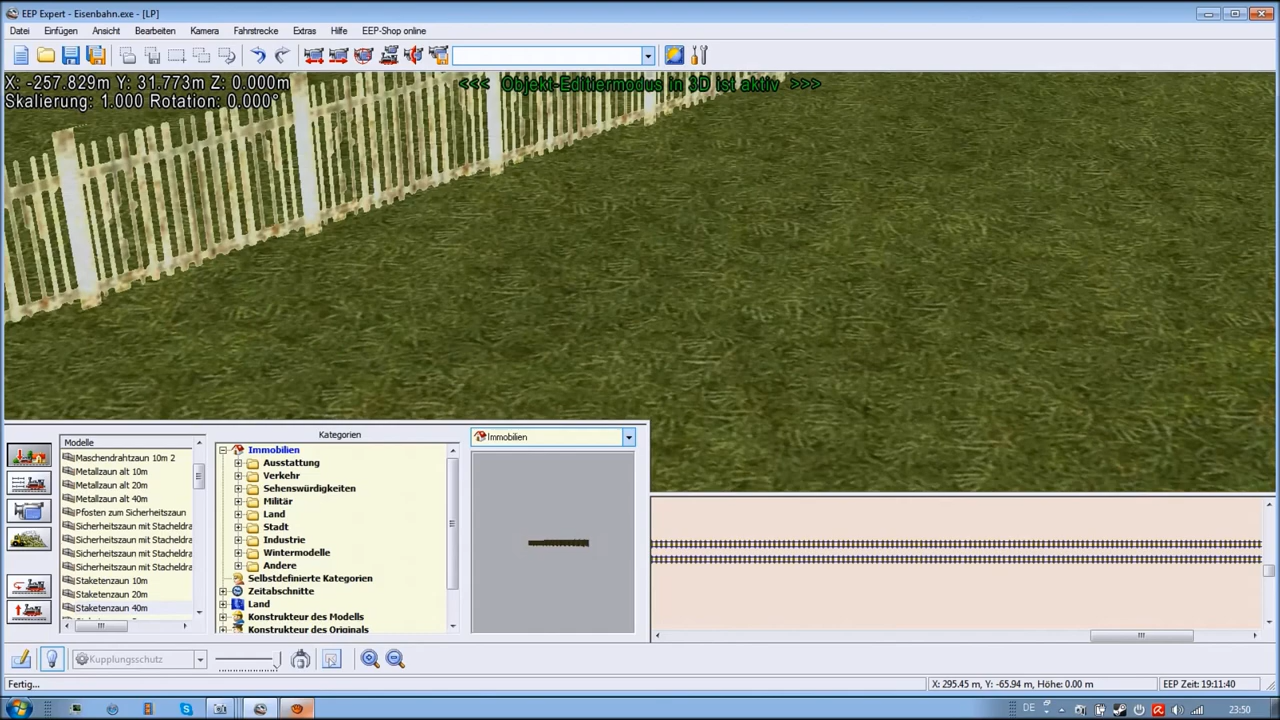 EEP Expert - Eisenbahn.exe - [LP]
Datei Einfügen Ansicht Bearbeiten Kamera Fahrstrecke Extras Hilfe EEP-Shop online
X: -257.829m Y: 31.773m Z: 0.000m
<<< Objekt-Editiermodus in 3D ist aktiv >>>
Skalierung: 1.000 Rotation: 0.000°
Modelle
Maschendrahtzaun 10m 2
Metallzaun alt 10m
Metallzaun alt 20m
Metallzaun alt 40m
Pfosten zum Sicherheitszaun
Sicherheitszaun mit Stacheldra
Sicherheitszaun mit Stacheldra
Sicherheitszaun mit Stacheldra
Sicherheitszaun mit Stacheldra
Staketenzaun 10m
Staketenzaun 20m
Staketenzaun 40m
Kategorien
Immobilien
Ausstattung
Verkehr
Sehenswürdigkeiten
Militär
Land
Stadt
Industrie
Wintermodelle
Andere
Selbstdefinierte Kategorien
Zeitabschnitte
Land
Konstrukteur des Modells
Konstrukteur des Originals
Immobilien
Kupplungsschutz
Fertig...
X: 295.45 m, Y: -65.94 m, Höhe: 0.00 m
EEP Zeit: 19:11:40
DE
23:50